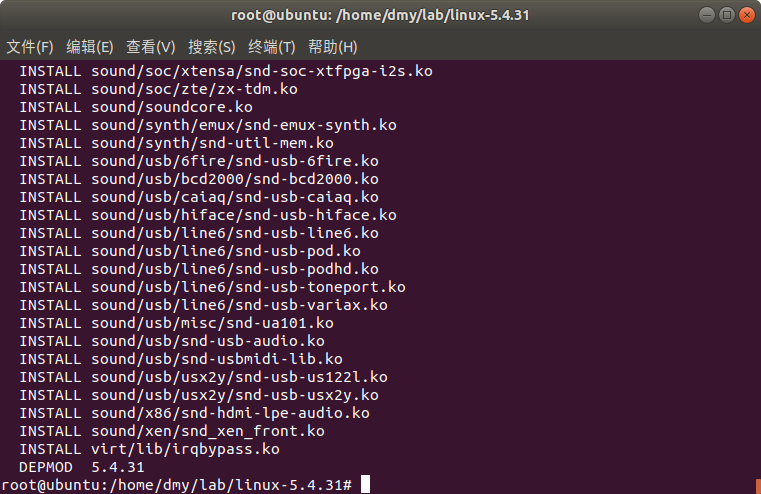 root@ubuntu: /home/dmy/lab/linux-5.4.31
文件(F) 编辑(E) 查看(V) 搜索(S) 终端(T) 帮助(H)
INSTALL sound/soc/xtensa/snd-soc-xtfpga-i2s.ko
INSTALL sound/soc/zte/zx-tdm.ko
INSTALL sound/soundcore.ko
INSTALL sound/synth/emux/snd-emux-synth.ko
INSTALL sound/synth/snd-util-mem.ko
INSTALL sound/usb/6fire/snd-usb-6fire.ko
INSTALL sound/usb/bcd2000/snd-bcd2000.ko
INSTALL sound/usb/caiaq/snd-usb-caiaq.ko
INSTALL sound/usb/hiface/snd-usb-hiface.ko
INSTALL sound/usb/line6/snd-usb-line6.ko
INSTALL sound/usb/line6/snd-usb-pod.ko
INSTALL sound/usb/line6/snd-usb-podhd.ko
INSTALL sound/usb/line6/snd-usb-toneport.ko
INSTALL sound/usb/line6/snd-usb-variax.ko
INSTALL sound/usb/misc/snd-ua101.ko
INSTALL sound/usb/snd-usb-audio.ko
INSTALL sound/usb/snd-usbmidi-lib.ko
INSTALL sound/usb/usx2y/snd-usb-us122l.ko
INSTALL sound/usb/usx2y/snd-usb-usx2y.ko
INSTALL sound/x86/snd-hdmi-lpe-audio.ko
INSTALL sound/xen/snd_xen_front.ko
INSTALL virt/lib/irqbypass.ko
DEPMOD  5.4.31
root@ubuntu:/home/dmy/lab/linux-5.4.31#